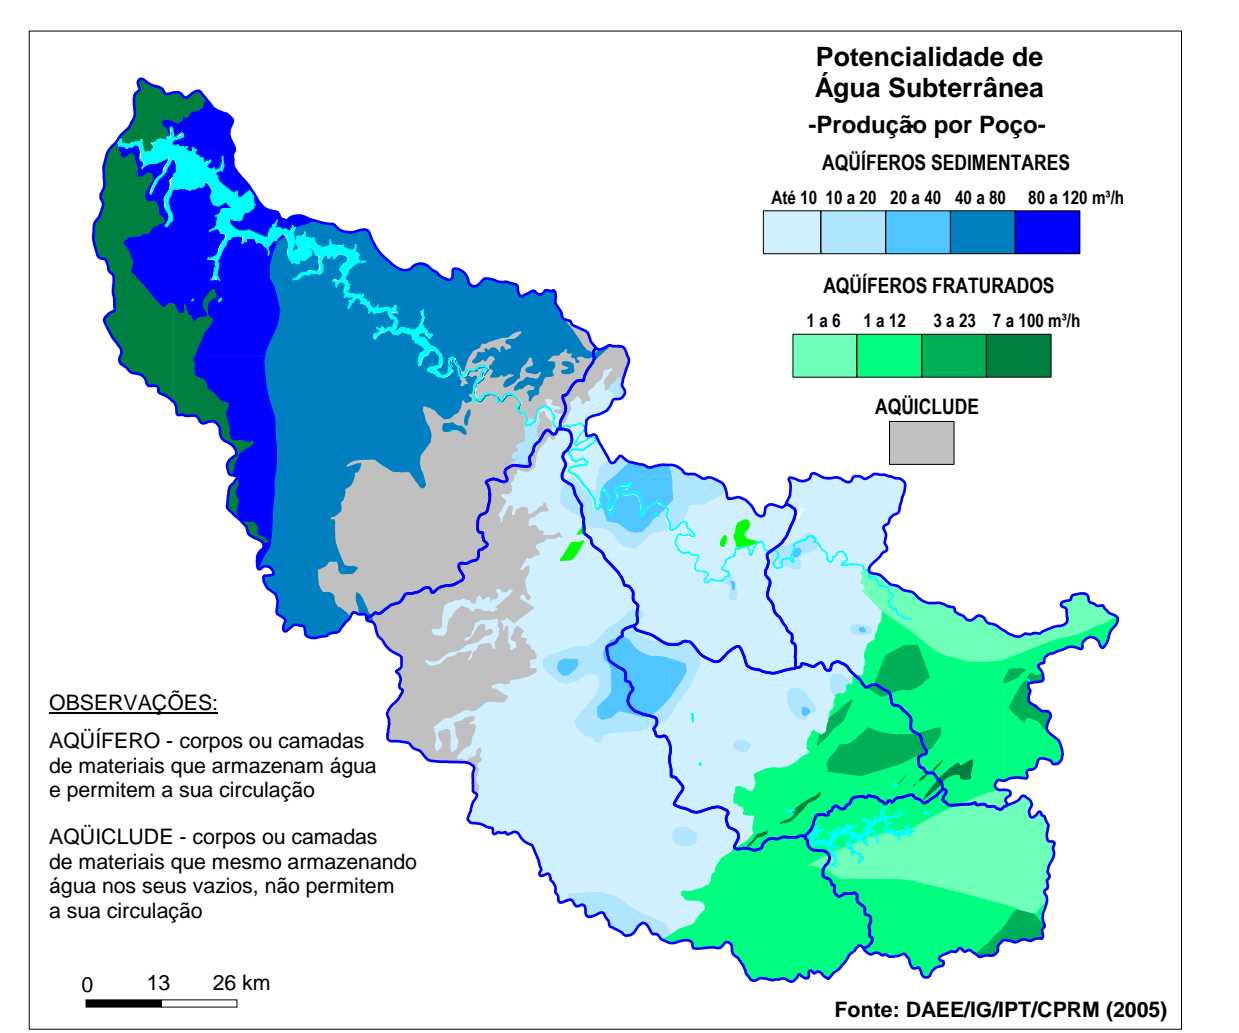 Potencialidade de
Água Subterrânea
-Produção por Poço-
AQÜÍFEROS SEDIMENTARES
Até 10 10 a 20 20 a 40 40 a 80 80 a 120 m³/h
AQÜÍFEROS FRATURADOS
1 a 6 1 a 12 3 a 23 7 a 100 m³/h
AQÜICLUDE
OBSERVAÇÕES:
AQÜÍFERO - corpos ou camadas
de materiais que armazenam água
e permitem a sua circulação
AQÜICLUDE - corpos ou camadas
de materiais que mesmo armazenando
água nos seus vazios, não permitem
a sua circulação
0 13 26 km
Fonte: DAEE/IG/IPT/CPRM (2005)